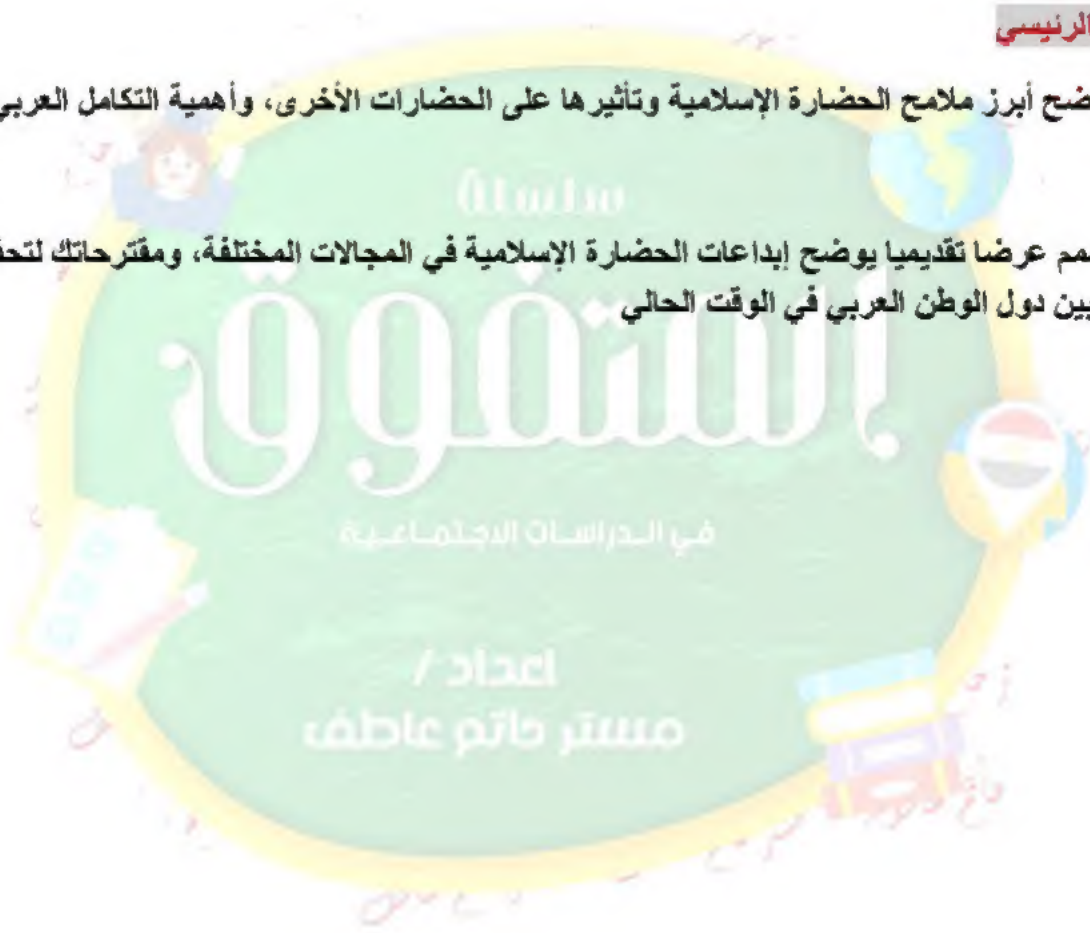 الرئيسي
ضح أبرز ملامح الحضارة الإسلامية وتأثيرها على الحضارات الأخرى، وأهمية التكامل العربي
مم عرضا تقديميا يوضح إبداعات الحضارة الإسلامية في المجالات المختلفة، ومقترحاتك لتحة
بين دول الوطن العربي في الوقت الحالي
سلسلة
التفوق
في الدراسات الاجتماعية
اعداد /
مستر حاتم عاطف